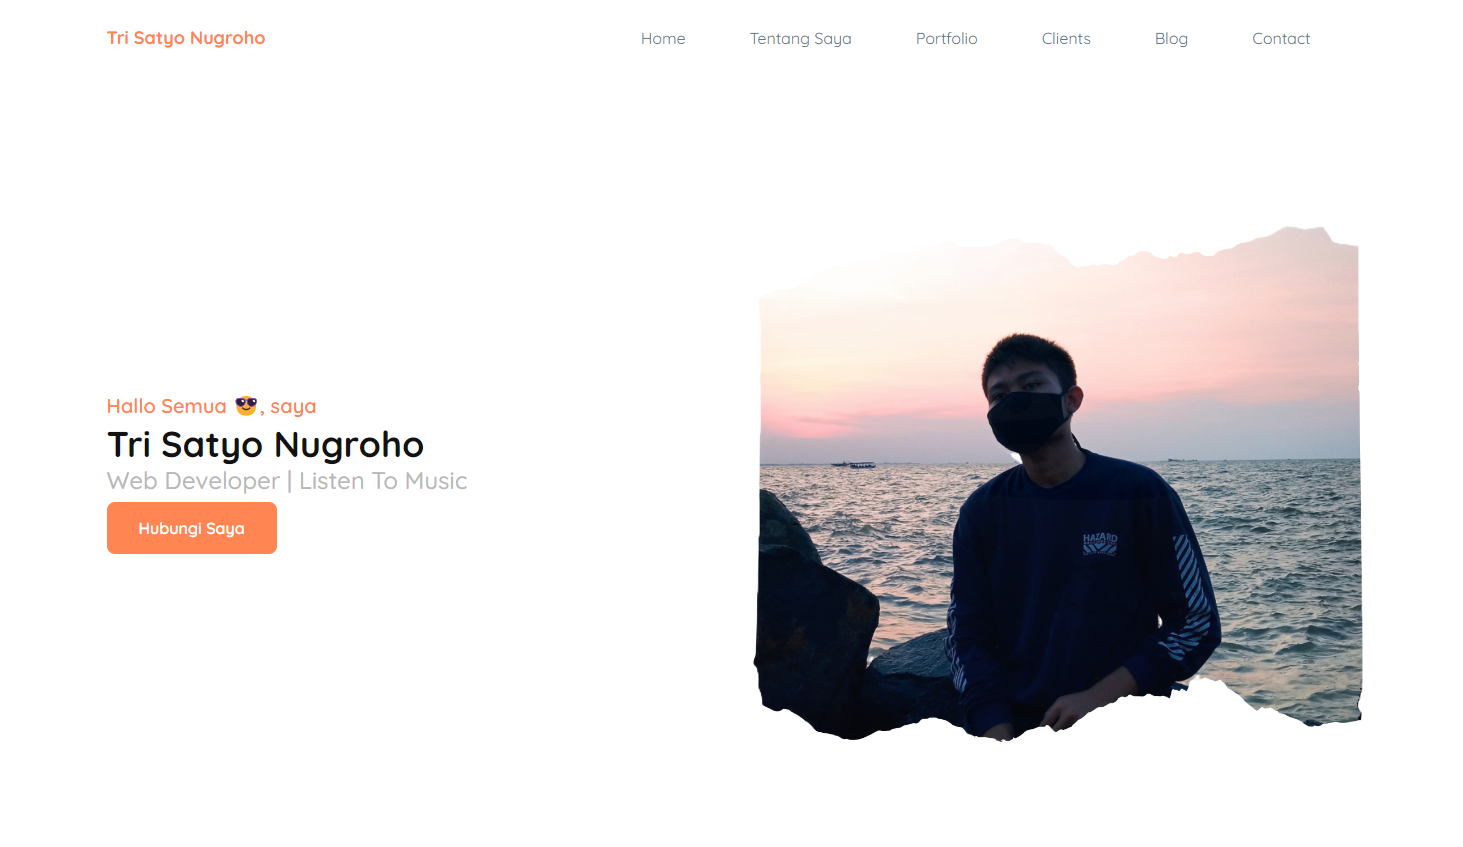 Tri Satyo Nugroho
Home Tentang Saya Portfolio Clients Blog Contact
Hallo Semua 😎, saya
Tri Satyo Nugroho
Web Developer | Listen To Music
Hubungi Saya
HAZARD